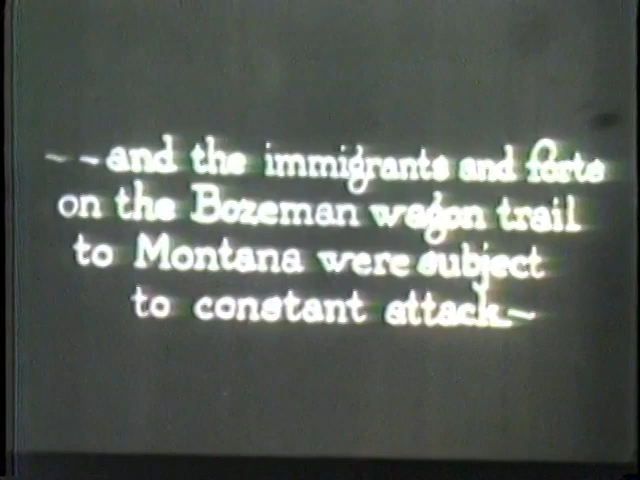 ~~and the immigrants and forts
on the Bozeman wagon trail
to Montana were subject
to constant attack~